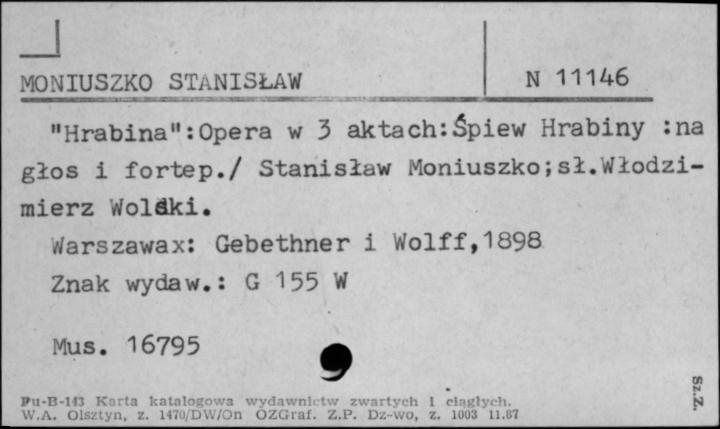 MONIUSZKO STANISŁAW N 11146
"Hrabina":Opera w 3 aktach:Śpiew Hrabiny :na
głos i fortep./ Stanisław Moniuszko;sł.Włodzi-
mierz Wolski.
Warszawax: Gebethner i Wolff,1898
Znak wydaw.: G 155 W
Mus. 16795
Sz.Z.
Pu-B-143 Karta katalogowa wydawnictw zwartych i ciągłych.
W.A. Olsztyn, z. 1470/DW/On OZGraf. Z.P. Dz-wo, z. 1003 11.87